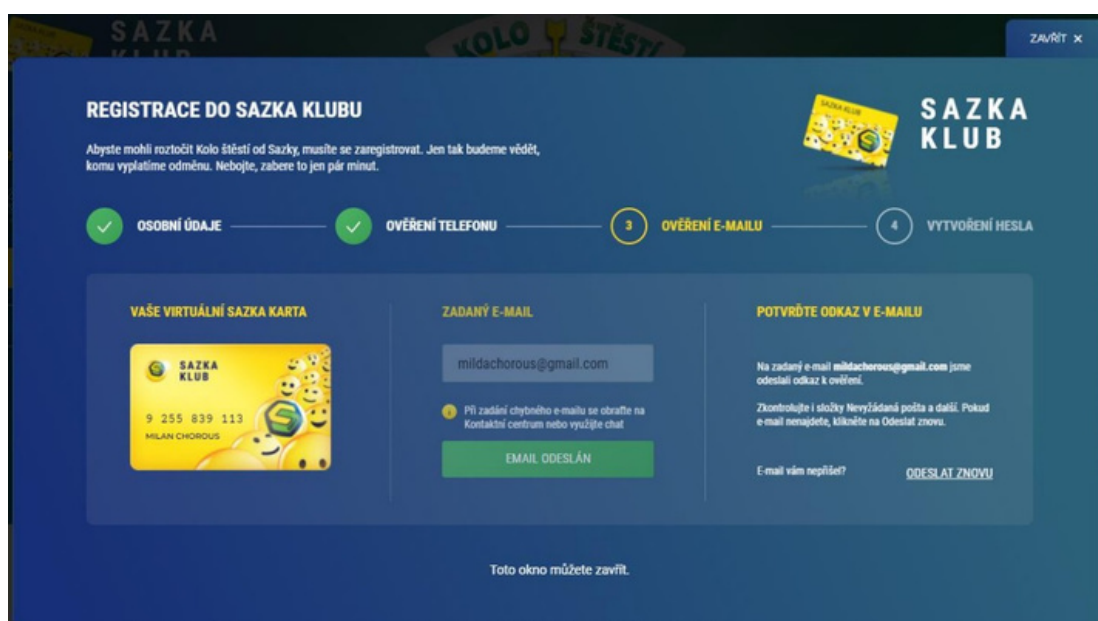 SAZKA
KLUB
KOLO ŠTĚSTÍ
ZAVŘÍT ×
REGISTRACE DO SAZKA KLUBU
Abyste mohli roztočit Kolo štěstí od Sazky, musíte se zaregistrovat. Jen tak budeme vědět,
komu vyplatíme odměnu. Nebojte, zabere to jen pár minut.
SAZKA KLUB
SAZKA
KLUB
OSOBNÍ ÚDAJE
OVĚŘENÍ TELEFONU
3 OVĚŘENÍ E-MAILU
4 VYTVOŘENÍ HESLA
VAŠE VIRTUÁLNÍ SAZKA KARTA
SAZKA
KLUB
9 255 839 113
MILAN CHOROUS
ZADANÝ E-MAIL
mildachorous@gmail.com
Při zadání chybného e-mailu se obraťte na
Kontaktní centrum nebo využijte chat
EMAIL ODESLÁN
POTVRĎTE ODKAZ V E-MAILU
Na zadaný e-mail mildachorous@gmail.com jsme
odeslali odkaz k ověření.
Zkontrolujte i složky Nevyžádaná pošta a další. Pokud
e-mail nenajdete, klikněte na Odeslat znovu.
E-mail vám nepřišel?
ODESLAT ZNOVU
Toto okno můžete zavřít.